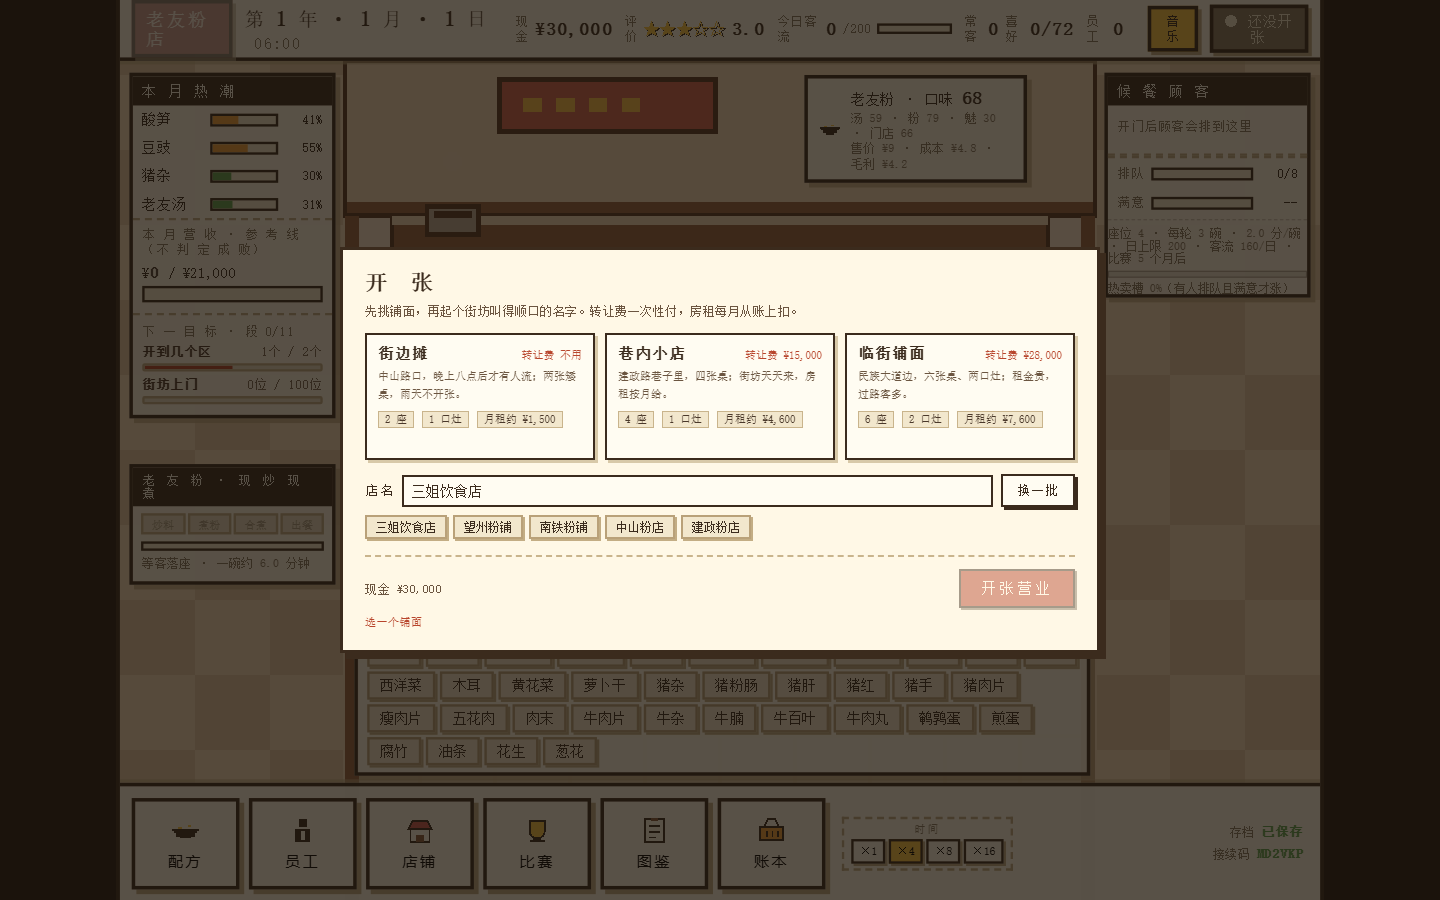 老友粉店
第 1 年 · 1 月 · 1 日
06:00
现金 ¥30,000
评价 ★★★☆☆ 3.0
今日客流 0 /200
常客 0
喜好 0/72
员工 0
音乐
还没开张
本月热潮
酸笋 41%
豆豉 55%
猪杂 30%
老友汤 31%
本月营收 · 参考线（不判定成败）
¥0 / ¥21,000
下一目标 · 段 0/11
开到几个区 1个 / 2个
街坊上门 0位 / 100位
老友粉 · 现炒现煮
炒料 煮粉 合煮 出餐
等客落座 · 一碗约 6.0 分钟
老友粉 · 口味 68
汤 59 · 粉 79 · 魅 30
· 门店 66
售价 ¥9 · 成本 ¥4.8 ·
毛利 ¥4.2
候餐顾客
开门后顾客会排到这里
排队 0/8
满意 --
座位 4 · 每轮 3 碗 · 2.0 分/碗
· 日上限 200 · 客流 160/日 ·
比赛 5 个月后
热卖槽 0%（有人排队且满意才涨）
开 张
先挑铺面，再起个街坊叫得顺口的名字。转让费一次性付，房租每月从账上扣。
街边摊 转让费 不用
中山路口，晚上八点后才有人流；两张矮桌，雨天不开张。
2 座 1 口灶 月租约 ¥1,500
巷内小店 转让费 ¥15,000
建政路巷子里，四张桌；街坊天天来，房租按月给。
4 座 1 口灶 月租约 ¥4,600
临街铺面 转让费 ¥28,000
民族大道边，六张桌、两口灶；租金贵，过路客多。
6 座 2 口灶 月租约 ¥7,600
店名 三姐饮食店 换一批
三姐饮食店 望州粉铺 南铁粉铺 中山粉店 建政粉店
现金 ¥30,000
开张营业
选一个铺面
西洋菜 木耳 黄花菜 萝卜干 猪杂 猪粉肠 猪肝 猪红 猪手 猪肉片
瘦肉片 五花肉 肉末 牛肉片 牛杂 牛腩 牛百叶 牛肉丸 鹌鹑蛋 煎蛋
腐竹 油条 花生 葱花
配方 员工 店铺 比赛 图鉴 账本
时间
×1 ×4 ×8 ×16
存档 已保存
接续码 ND2VKP